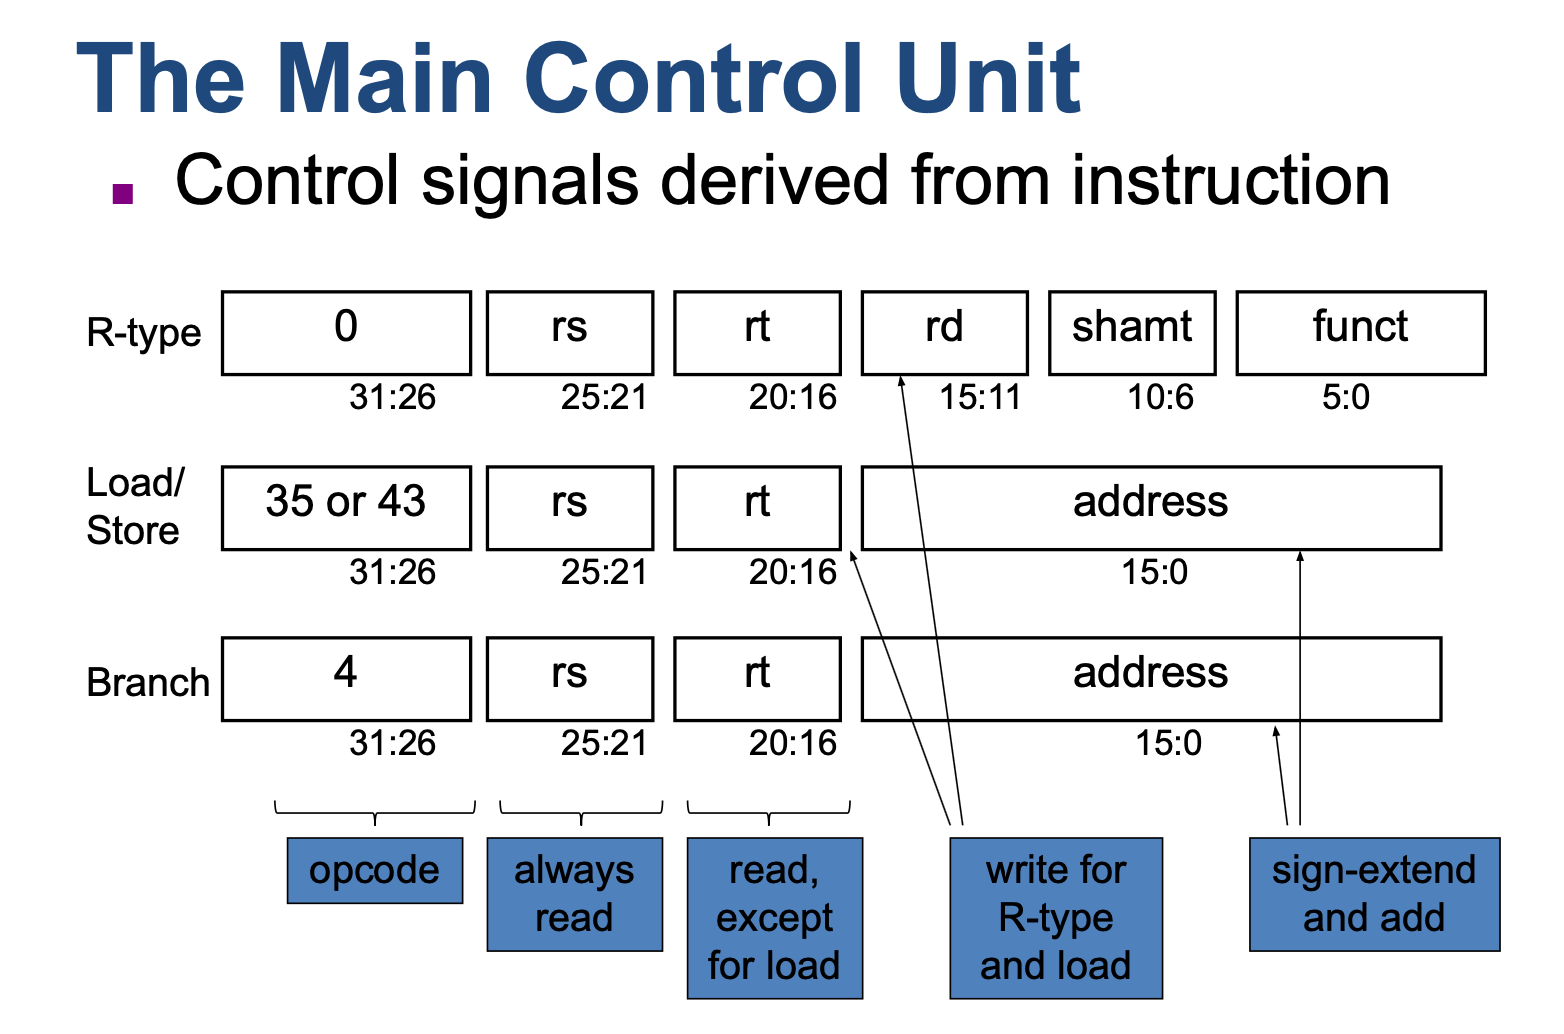 The Main Control Unit
Control signals derived from instruction
R-type 0 rs rt rd shamt funct
31:26 25:21 20:16 15:11 10:6 5:0
Load/
Store
35 or 43 rs rt address
31:26 25:21 20:16 15:0
Branch 4 rs rt address
31:26 25:21 20:16 15:0
opcode
always
read
read,
except
for load
write for
R-type
and load
sign-extend
and add